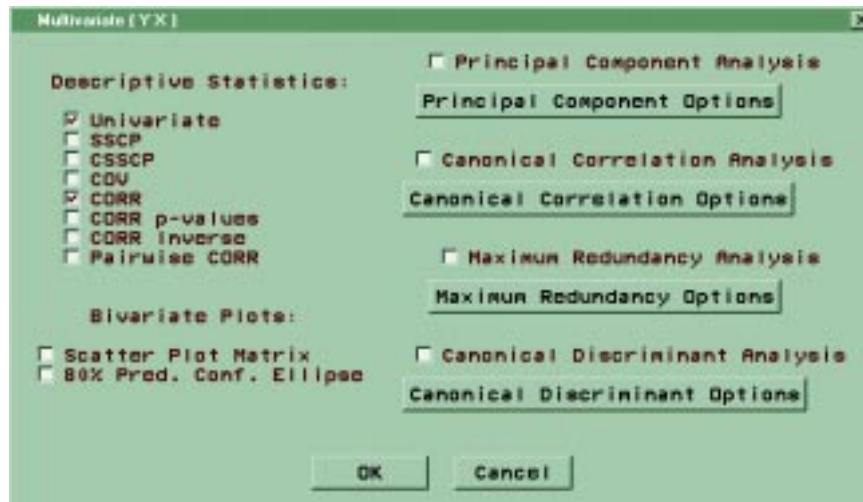 Multivariate [ Y X ]
Descriptive Statistics:
Univariate
SSCP
CSSCP
COV
CORR
CORR p-values
CORR inverse
Pairwise CORR
Bivariate Plots:
Scatter Plot Matrix
80% Pred. Conf. Ellipse
Principal Component Analysis
Principal Component Options
Canonical Correlation Analysis
Canonical Correlation Options
Maximum Redundancy Analysis
Maximum Redundancy Options
Canonical Discriminant Analysis
Canonical Discriminant Options
OK
Cancel